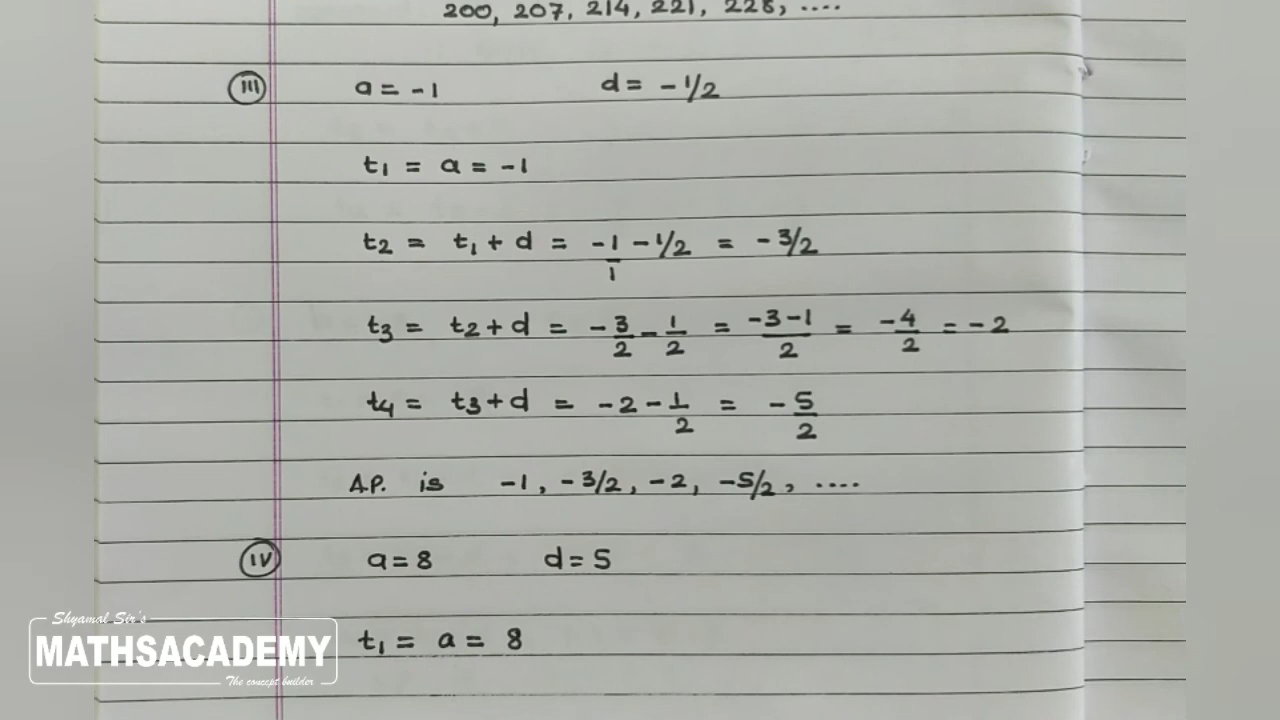 200, 207, 214, 221, 228, ....
(III) a = -1 d = -1/2
t1 = a = -1
t2 = t1 + d = -1/1 - 1/2 = -3/2
t3 = t2 + d = -3/2 - 1/2 = -3-1/2 = -4/2 = -2
t4 = t3 + d = -2 - 1/2 = -5/2
A.P. is -1, -3/2, -2, -5/2, ....
(IV) a = 8 d = 5
t1 = a = 8
Shyamal Sir's
MATHSACADEMY
The concept builder